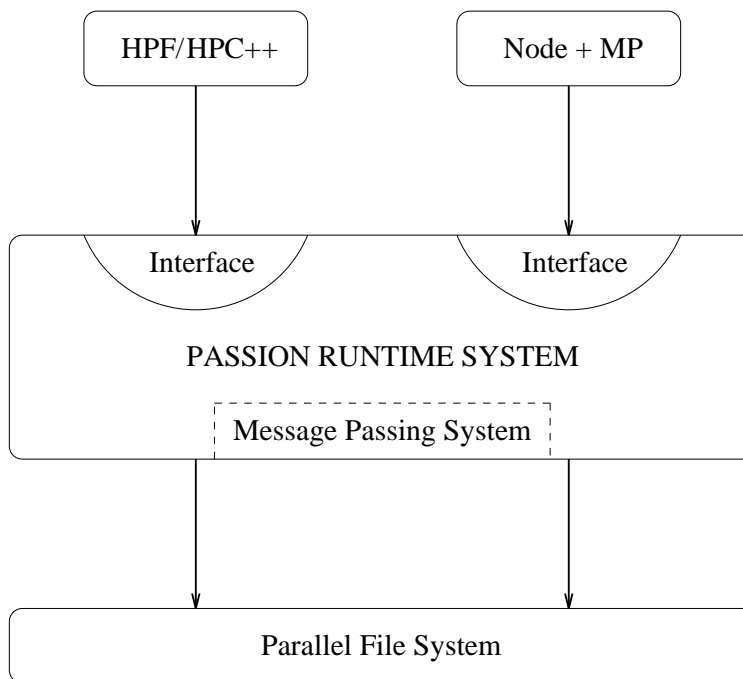 HPF/HPC++
Node + MP
Interface
Interface
PASSION RUNTIME SYSTEM
Message Passing System
Parallel File System